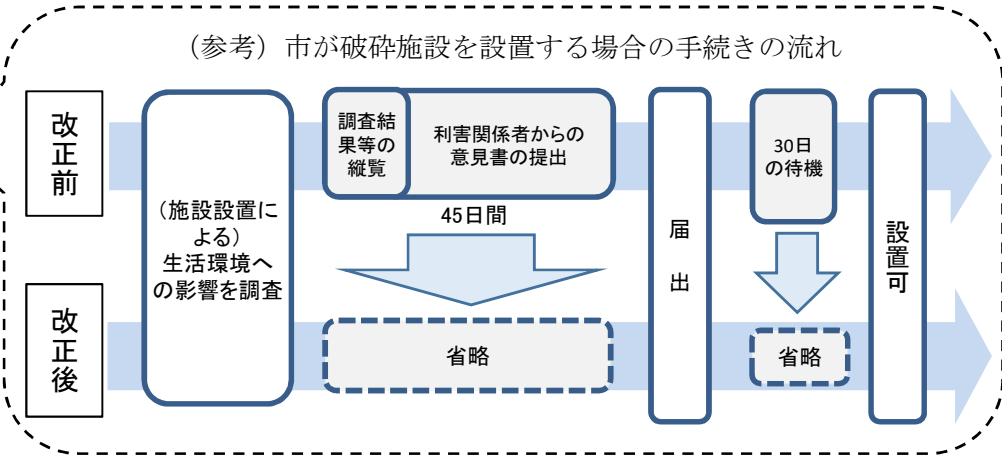 （参考）市が破砕施設を設置する場合の手続きの流れ
改正前
（施設設置に
よる）
生活環境へ
の影響を調査
調査結
果等の
縦覧
利害関係者からの
意見書の提出
45日間
届出
30日
の待機
設置可
改正後
省略
省略